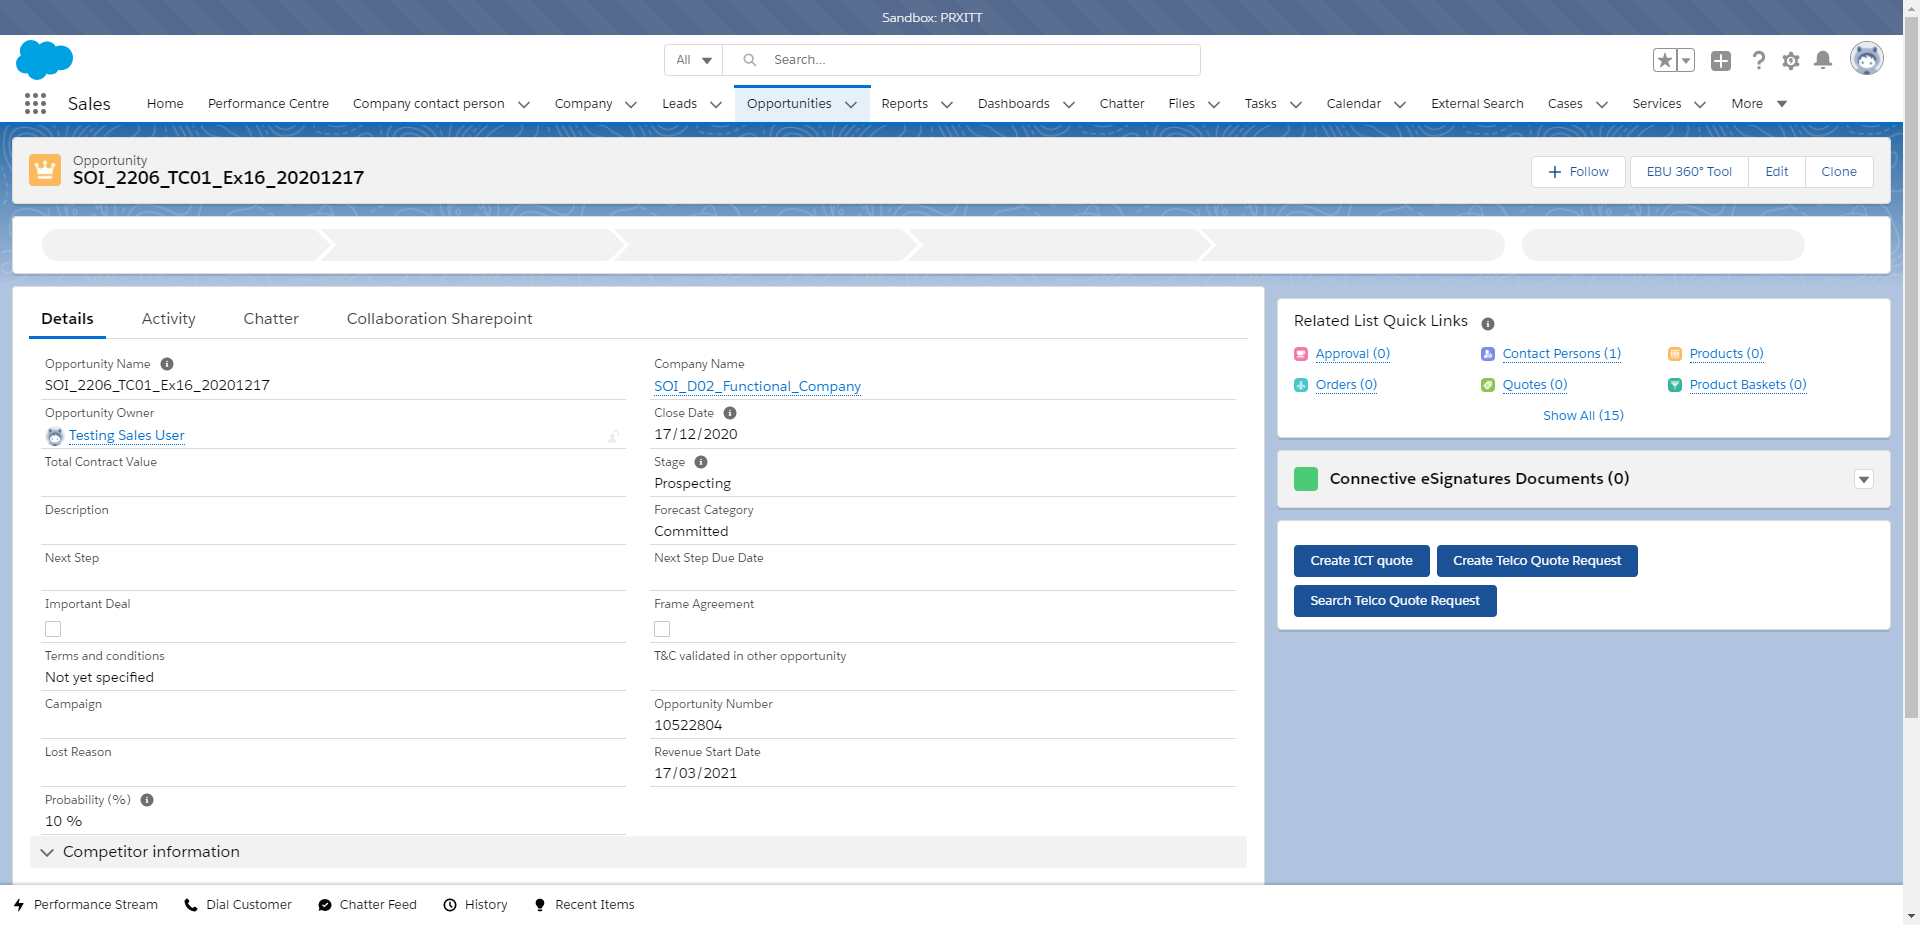 Sandbox: PRXITT
All
Search...
Sales
Home
Performance Centre
Company contact person
Company
Leads
Opportunities
Reports
Dashboards
Chatter
Files
Tasks
Calendar
External Search
Cases
Services
More
Opportunity
SOI_2206_TC01_Ex16_20201217
Follow
EBU 360° Tool
Edit
Clone
Details
Activity
Chatter
Collaboration Sharepoint
Opportunity Name
SOI_2206_TC01_Ex16_20201217
Company Name
SOI_D02_Functional_Company
Opportunity Owner
Testing Sales User
Close Date
17/12/2020
Total Contract Value
Stage
Prospecting
Description
Forecast Category
Committed
Next Step
Next Step Due Date
Important Deal
Frame Agreement
Terms and conditions
Not yet specified
T&C validated in other opportunity
Campaign
Opportunity Number
10522804
Lost Reason
Revenue Start Date
17/03/2021
Probability (%)
10 %
Competitor information
Related List Quick Links
Approval (0)
Contact Persons (1)
Products (0)
Orders (0)
Quotes (0)
Product Baskets (0)
Show All (15)
Connective eSignatures Documents (0)
Create ICT quote
Create Telco Quote Request
Search Telco Quote Request
Performance Stream
Dial Customer
Chatter Feed
History
Recent Items